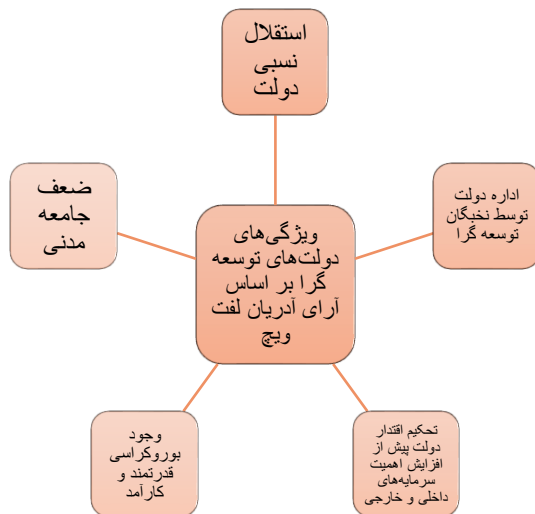 استقلال
نسبی
دولت
اداره دولت
توسط نخبگان
توسعه گرا
ضعف
جامعه
مدنی
ویژگی‌های
دولت‌های توسعه
گرا بر اساس
آرای آدریان لفت
ویچ
تحکیم اقتدار
دولت پیش از
افزایش اهمیت
سرمایه‌های
داخلی و خارجی
وجود
بوروکراسی
قدرتمند و
کارآمد